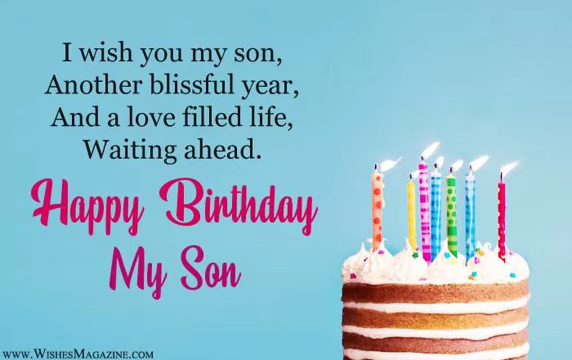 I wish you my son,
Another blissful year,
And a love filled life,
Waiting ahead.
Happy Birthday
My Son
www.WishesMagazine.com